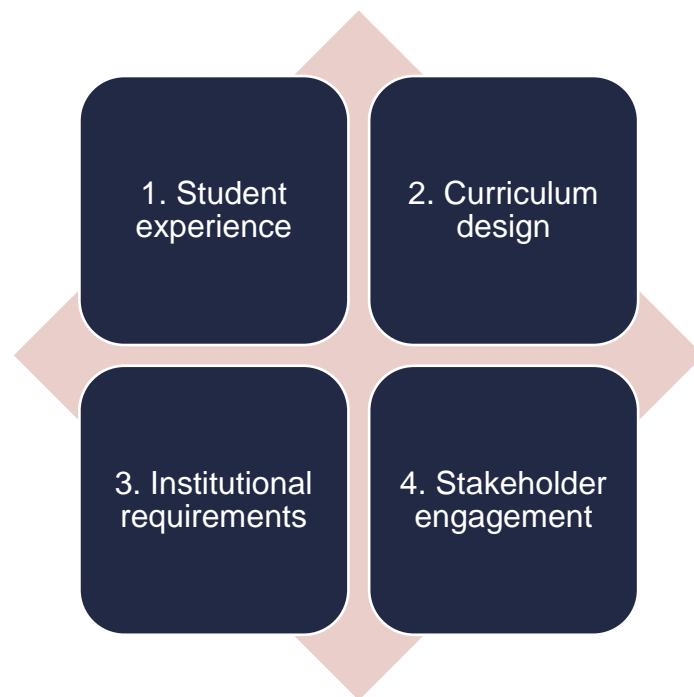 1. Student
experience
2. Curriculum
design
3. Institutional
requirements
4. Stakeholder
engagement